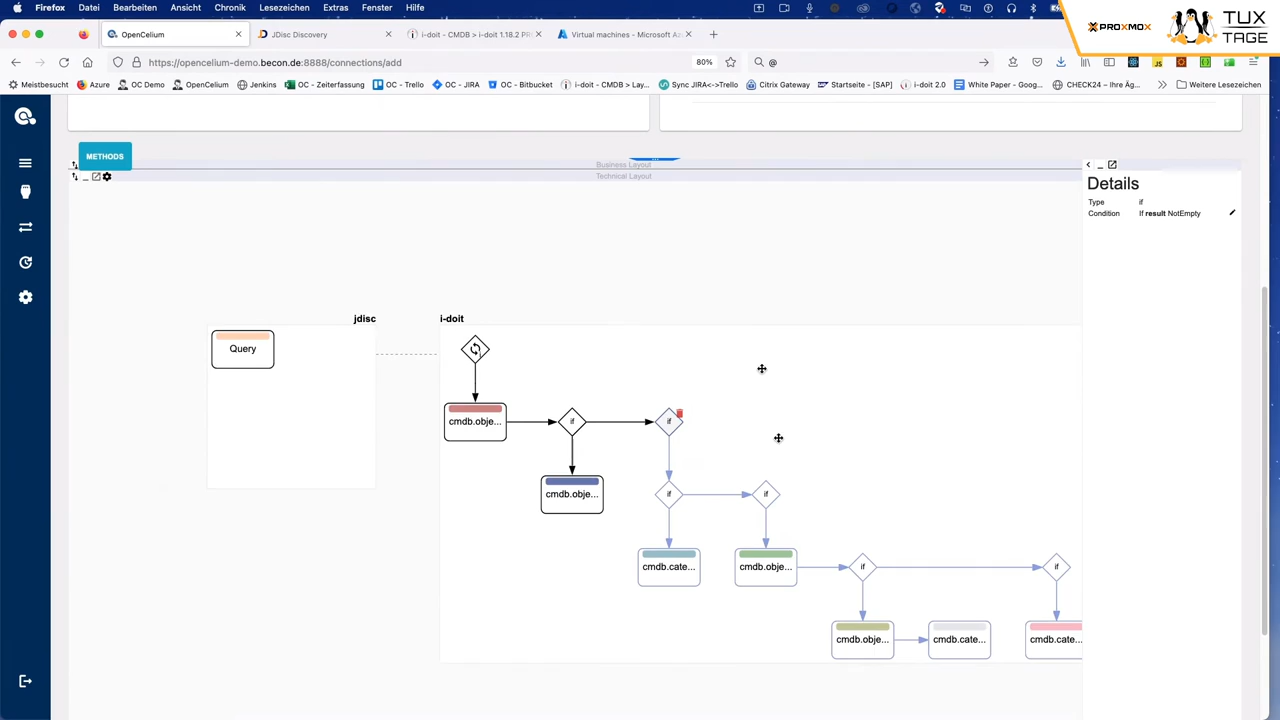 Firefox Ablage Bearbeiten Ansicht Chronik Lesezeichen Extras Fenster Hilfe
PROXMOX
TUX
TAGE
OpenCelium
JDisc Discovery
i-doit - CMDB > i-doit 1.18.2 PR
Virtual machines - Microsoft Az
https://opencelium-demo.becon.de:8888/connections/add
80%
@
Meistbesucht Azure OC Demo OpenCelium Jenkins OC - Zeiterfassung OC - Trello OC - JIRA OC - Bitbucket i-doit - CMDB > Lay... Sync JIRA<->Trello Citrix Gateway Startseite - [SAP] i-doit 2.0 White Paper - Goog... CHECK24 – Ihre Äg... Weitere Lesezeichen
METHODS
Business Layout
Technical Layout
Details
Type if
Condition If result NotEmpty
jdisc
i-doit
Query
cmdb.obje...
if
if
cmdb.obje...
if
if
cmdb.cate...
cmdb.obje...
if
if
cmdb.obje...
cmdb.cate...
cmdb.cate...